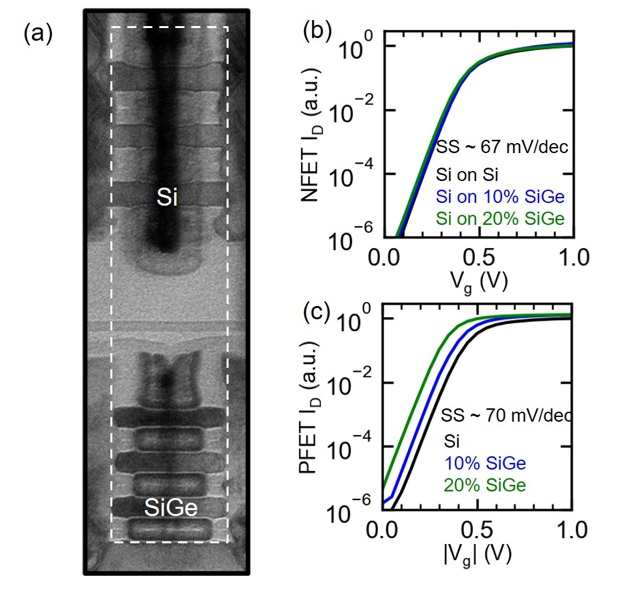 (a)
Si
SiGe
(b)
NFET I_D (a.u.)
10^0
10^−2
10^−4
10^−6
SS ~ 67 mV/dec
Si on Si
Si on 10% SiGe
Si on 20% SiGe
0.0
0.5
1.0
V_g (V)
(c)
PFET I_D (a.u.)
10^0
10^−2
10^−4
10^−6
SS ~ 70 mV/dec
Si
10% SiGe
20% SiGe
0.0
0.5
1.0
|V_g| (V)